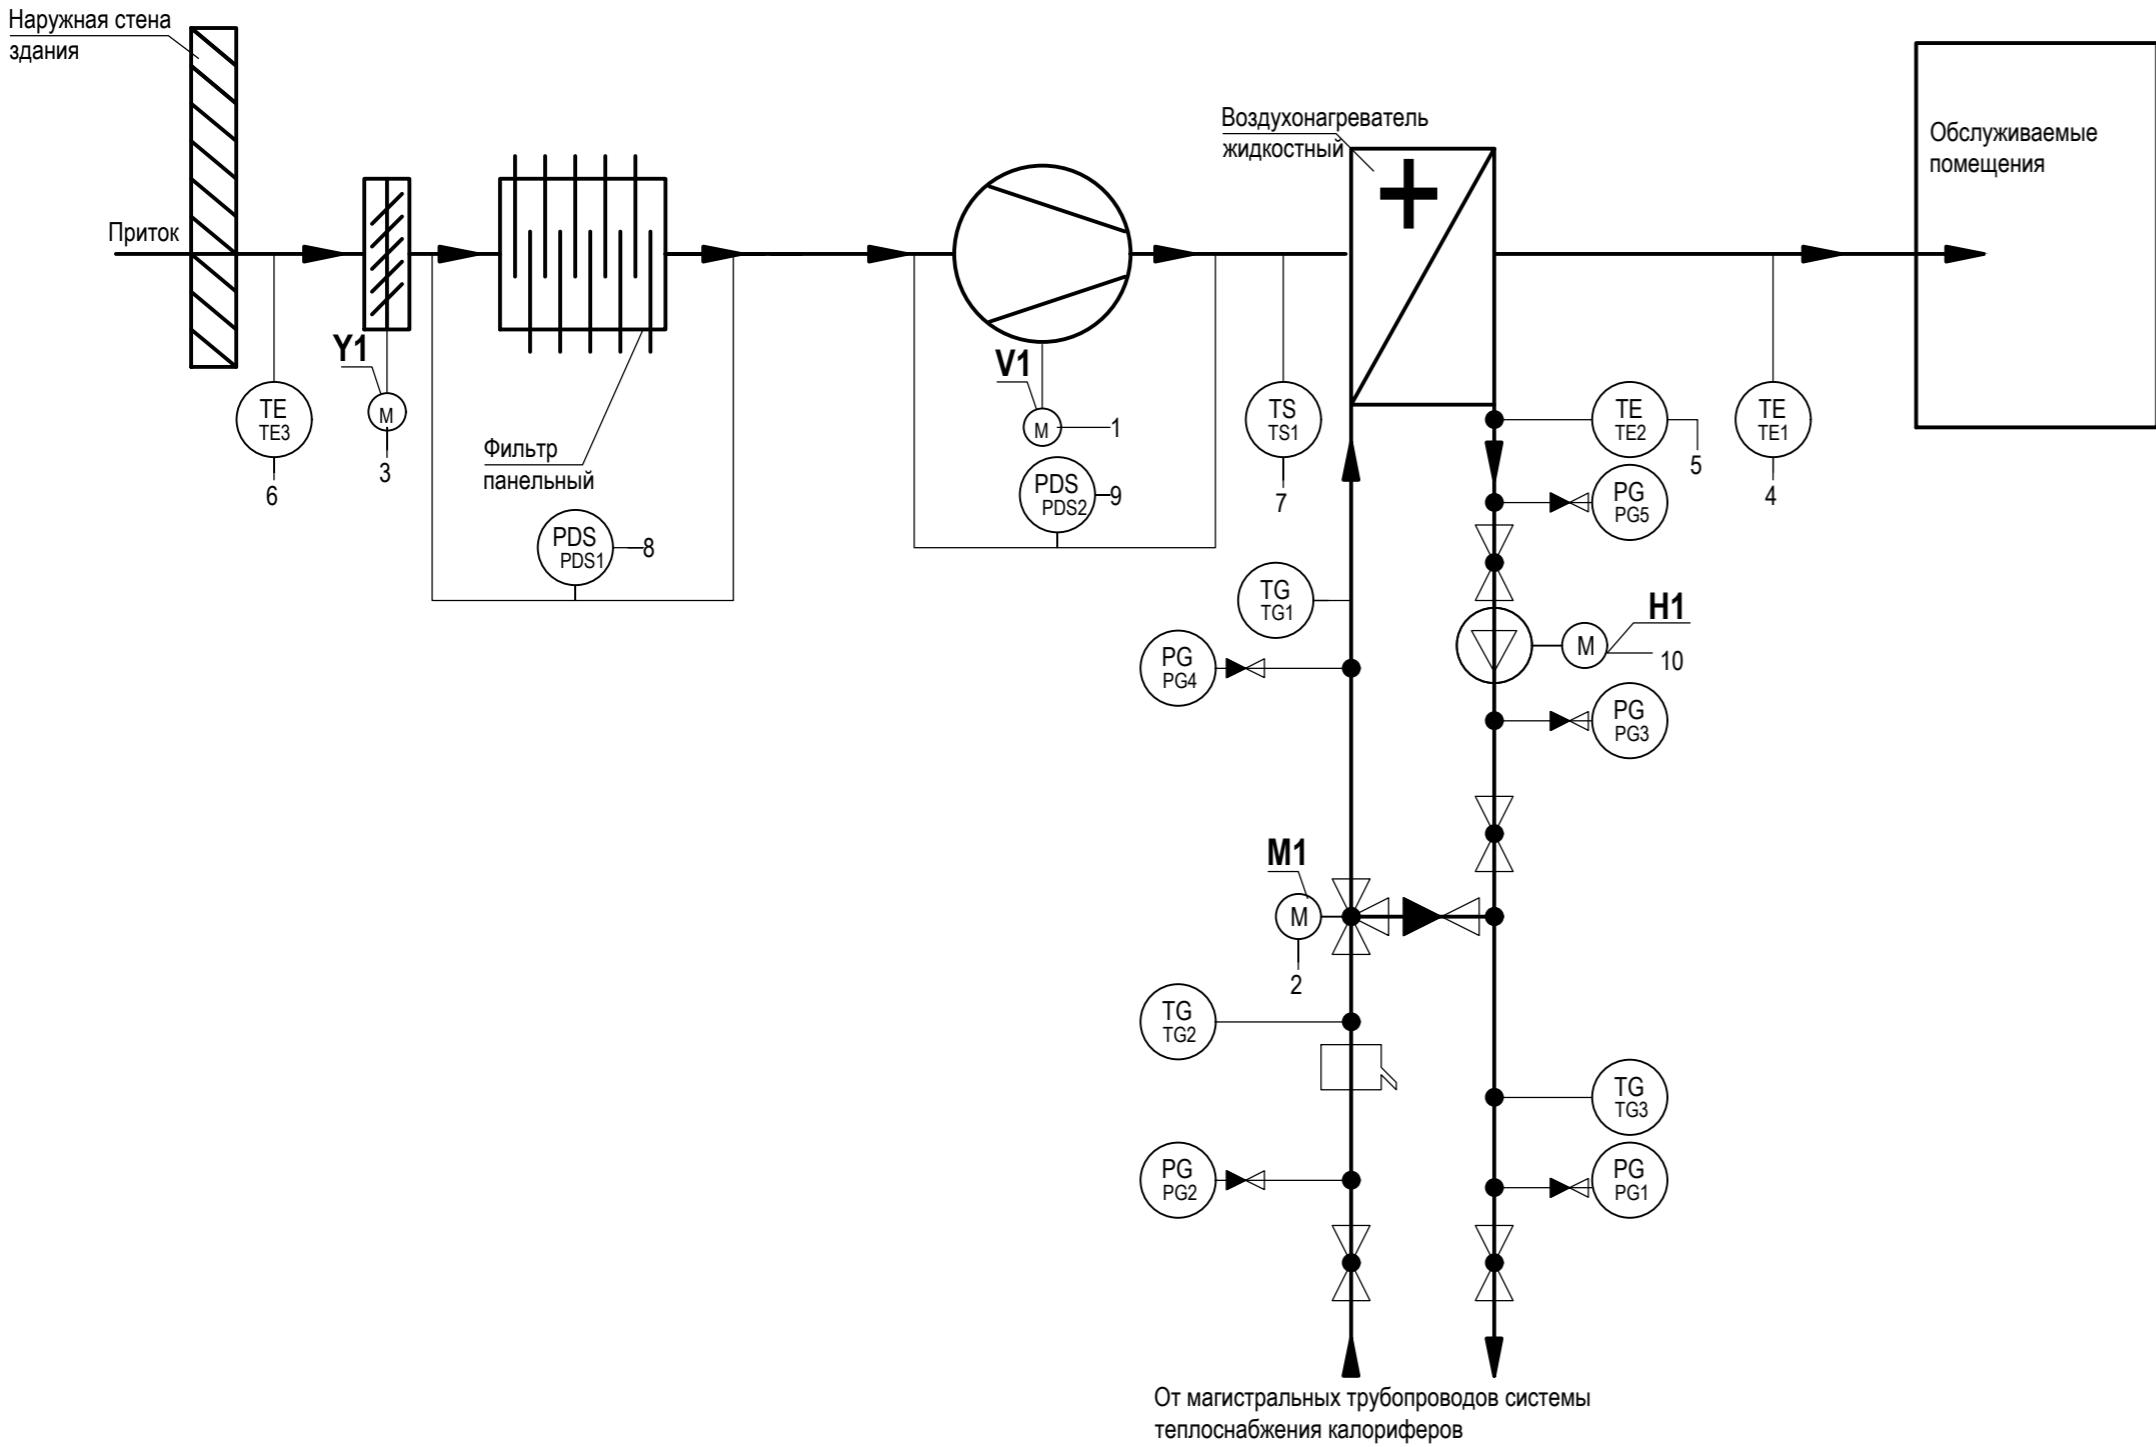 Наружная стена
здания
Приток
Воздухонагреватель
жидкостный
Обслуживаемые
помещения
Y1
M
3
TE
TE3
6
Фильтр
панельный
PDS
PDS1
8
V1
M
1
PDS
PDS2
9
TS
TS1
7
TE
TE2
5
TE
TE1
4
PG
PG5
TG
TG1
H1
M
10
PG
PG4
PG
PG3
M1
M
2
TG
TG2
TG
TG3
PG
PG2
PG
PG1
От магистральных трубопроводов системы
теплоснабжения калориферов